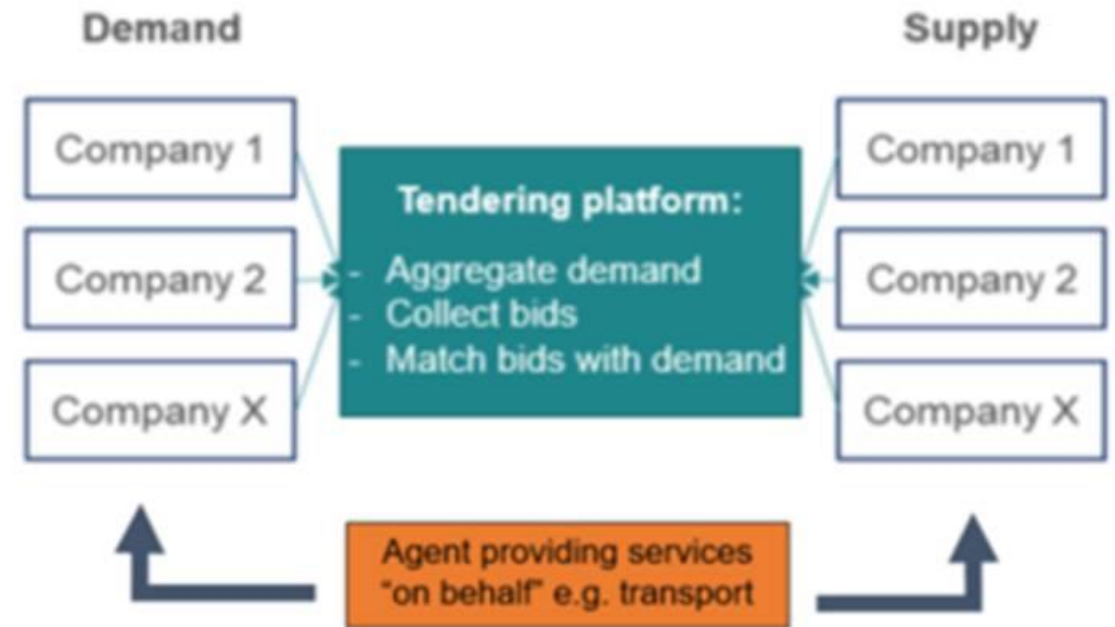 Demand
Supply
Company 1
Company 2
Company X
Tendering platform:
- Aggregate demand
- Collect bids
- Match bids with demand
Company 1
Company 2
Company X
Agent providing services
“on behalf” e.g. transport